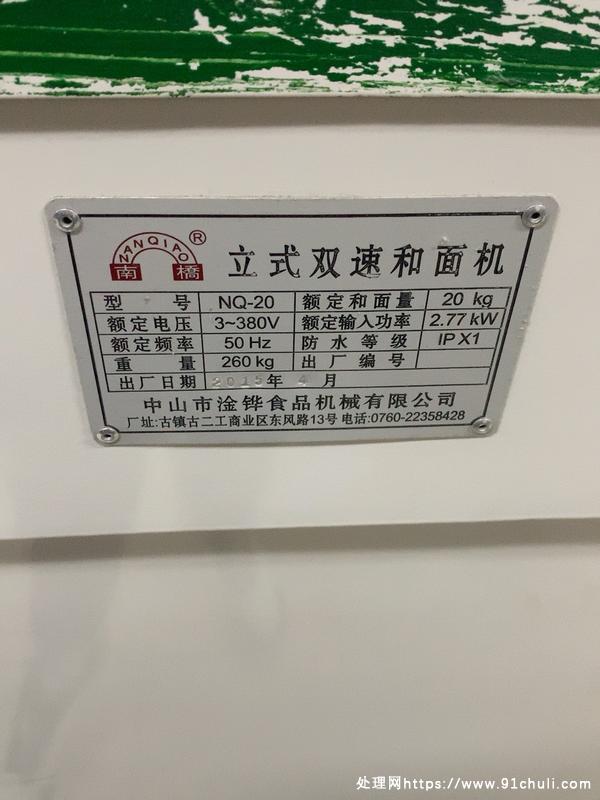 NANQIAO®
南橋
立式双速和面机
型号 NQ-20 额定和面量 20 kg
额定电压 3~380V 额定输入功率 2.77 kW
额定频率 50 Hz 防水等级 IP X1
重量 260 kg 出厂编号
出厂日期 2015年 4 月
中山市淦铧食品机械有限公司
厂址:古镇古二工商业区东风路13号 电话:0760-22358428
处理网https://www.91chuli.com